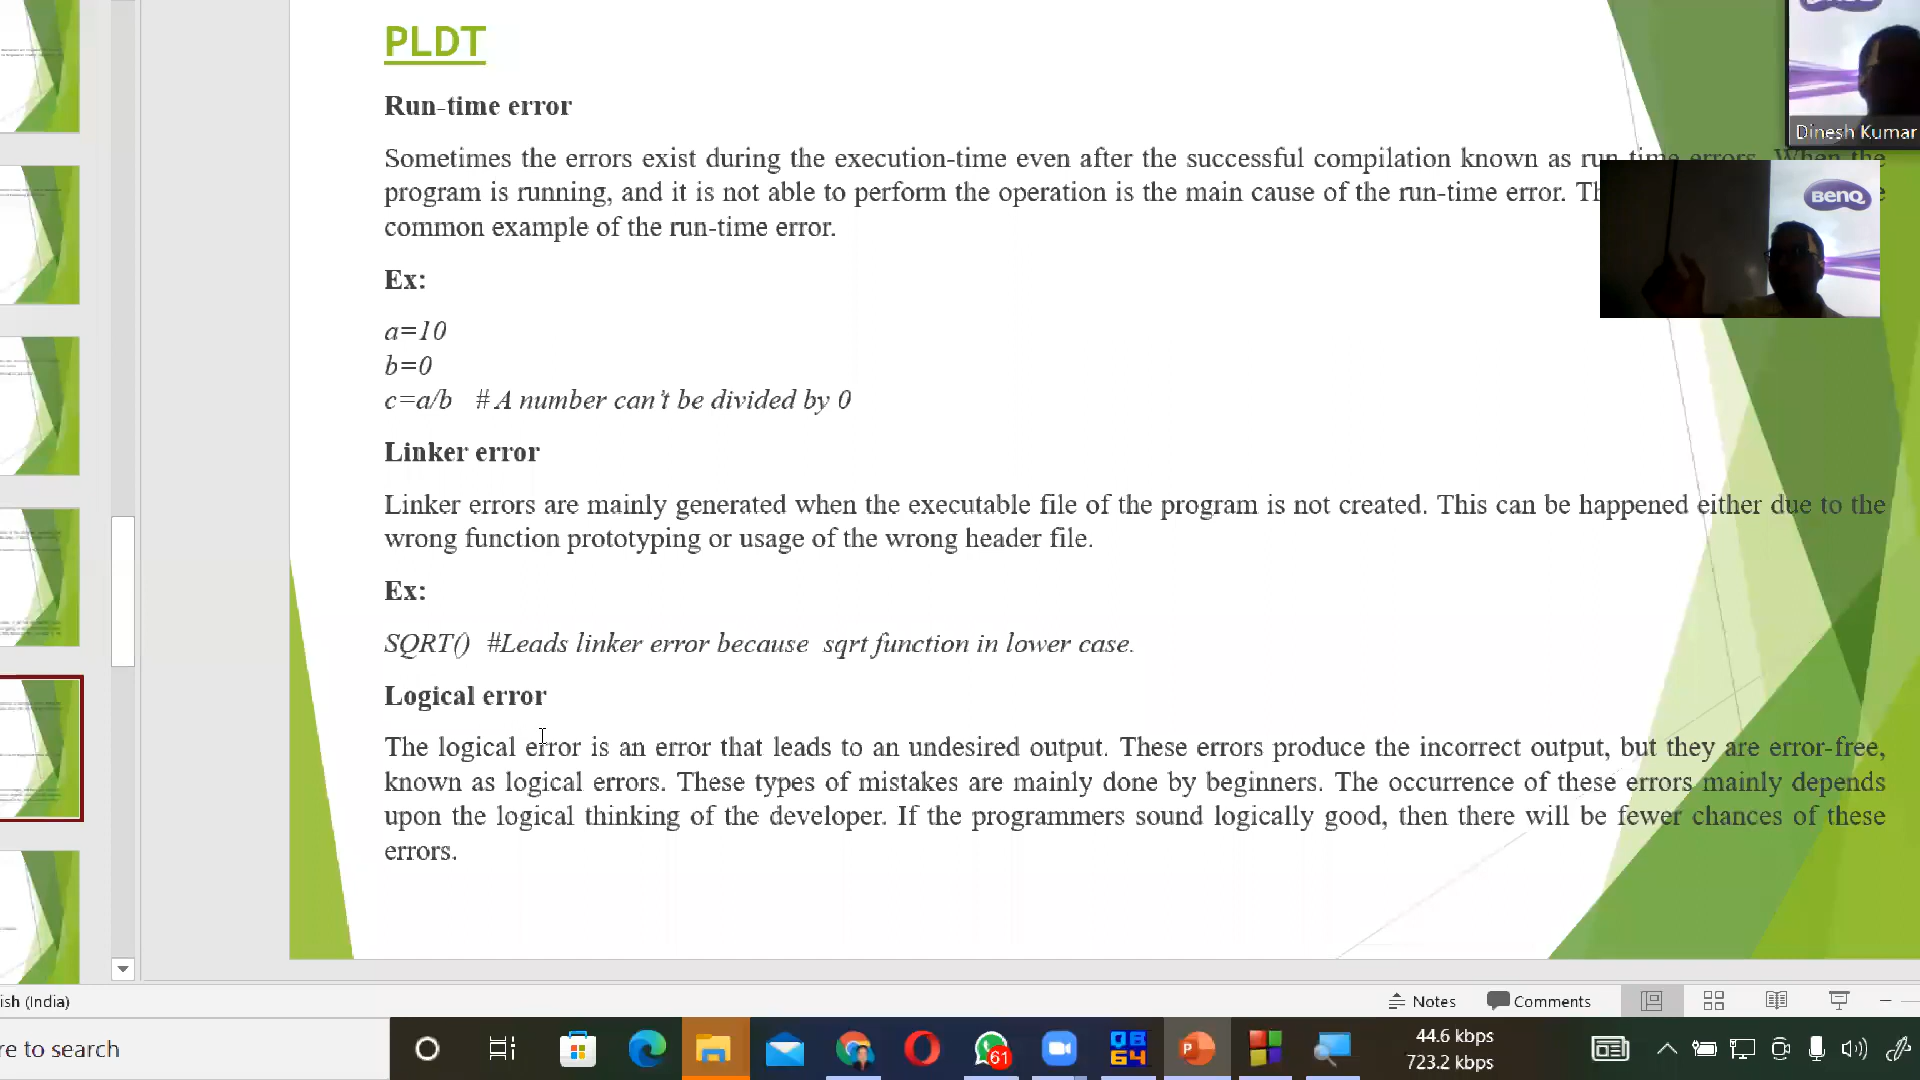 PLDT
Run-time error
Dinesh Kumar
Sometimes the errors exist during the execution-time even after the successful compilation known as run-time errors. When the
program is running, and it is not able to perform the operation is the main cause of the run-time error.
BenQ
common example of the run-time error.
Ex:
a=10
b=0
c=a/b # A number can't be divided by 0
Linker error
Linker errors are mainly generated when the executable file of the program is not created. This can be happened either due to the
wrong function prototyping or usage of the wrong header file.
Ex:
SQRT() #Leads linker error because sqrt function in lower case.
Logical error
The logical error is an error that leads to an undesired output. These errors produce the incorrect output, but they are error-free,
known as logical errors. These types of mistakes are mainly done by beginners. The occurrence of these errors mainly depends
upon the logical thinking of the developer. If the programmers sound logically good, then there will be fewer chances of these
errors.
ish (India)
Notes
Comments
re to search
61
QB
64
44.6 kbps
723.2 kbps